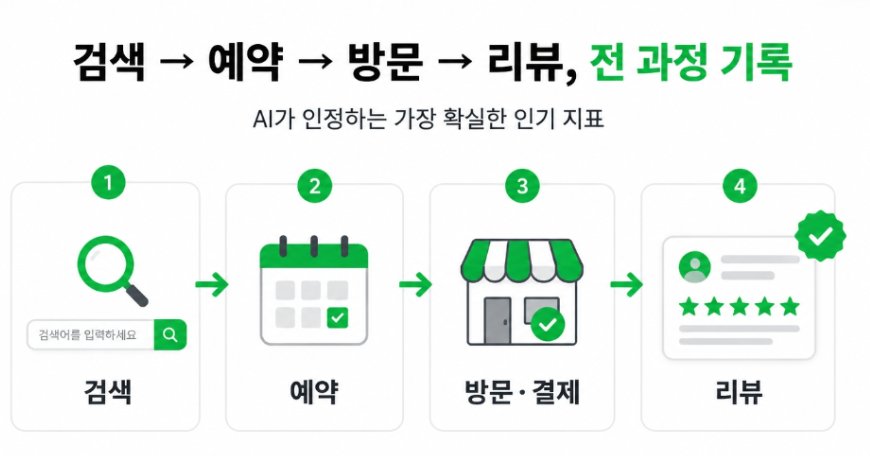 검색 → 예약 → 방문 → 리뷰, 전 과정 기록
AI가 인정하는 가장 확실한 인기 지표
1
2
3
4
검색어를 입력하세요
검색
예약
방문·결제
리뷰